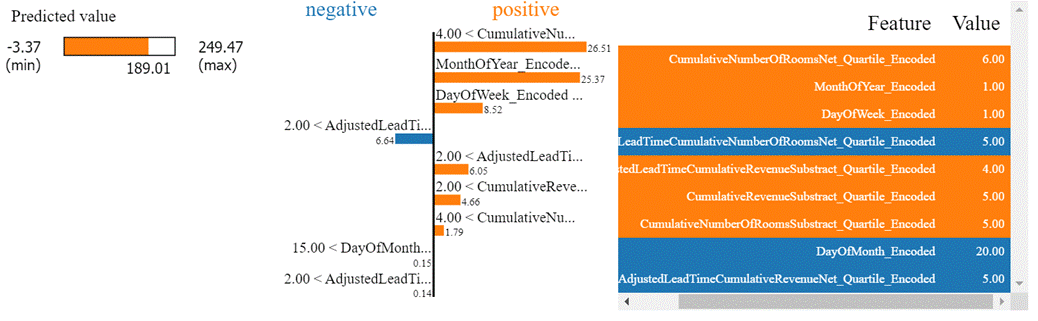 Predicted value
-3.37
(min)
189.01
249.47
(max)
negative
positive
4.00 < CumulativeNu...
26.51
MonthOfYear_Encode...
25.37
DayOfWeek_Encoded ...
8.52
2.00 < AdjustedLeadTi...
6.64
2.00 < AdjustedLeadTi...
6.05
2.00 < CumulativeReve...
4.66
4.00 < CumulativeNu...
1.79
15.00 < DayOfMonth...
0.15
2.00 < AdjustedLeadTi...
0.14
Feature Value
CumulativeNumberOfRoomsNet_Quartile_Encoded 6.00
MonthOfYear_Encoded 1.00
DayOfWeek_Encoded 1.00
LeadTimeCumulativeNumberOfRoomsNet_Quartile_Encoded 5.00
stedLeadTimeCumulativeRevenueSubstract_Quartile_Encoded 4.00
CumulativeRevenueSubstract_Quartile_Encoded 5.00
CumulativeNumberOfRoomsSubstract_Quartile_Encoded 5.00
DayOfMonth_Encoded 20.00
AdjustedLeadTimeCumulativeRevenueNet_Quartile_Encoded 5.00